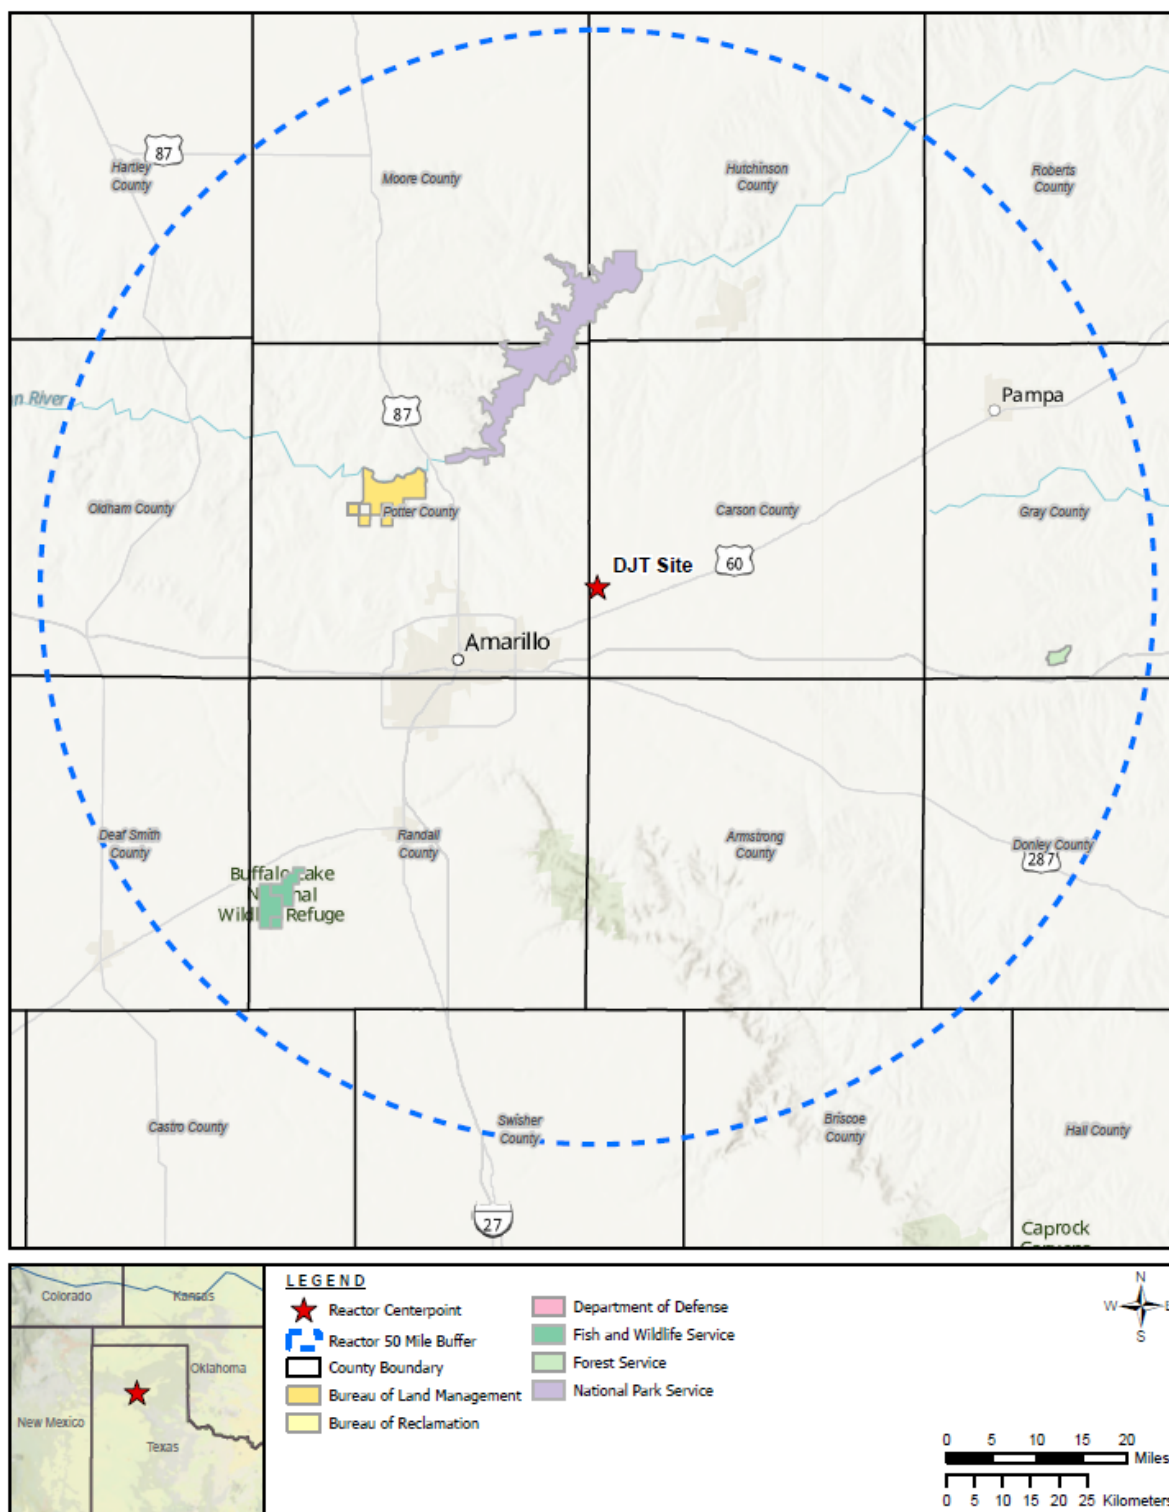 87
Hartley
County
Moore County
Hutchinson
County
Roberts
County
Pampa
n River
87
Oldham County
Potter County
Carson County
Gray County
DJT Site
60
Amarillo
Deaf Smith
County
Randall
County
Armstrong
County
Donley County
287
Buffalo Lake
Wildl Refuge
Castro County
Swisher
County
Briscoe
County
Hall County
27
Caprock
LEGEND
Reactor Centerpoint
Reactor 50 Mile Buffer
County Boundary
Bureau of Land Management
Bureau of Reclamation
Department of Defense
Fish and Wildlife Service
Forest Service
National Park Service
Colorado
Kansas
Oklahoma
New Mexico
Texas
N
W E
S
0 5 10 15 20
Miles
0 5 10 15 20 25 Kilometers